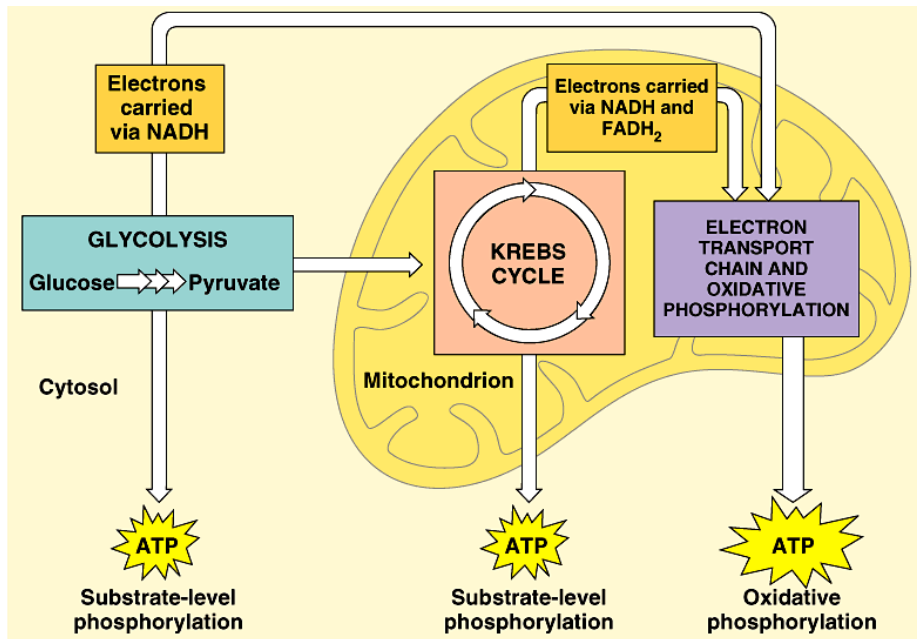 Electrons
carried
via NADH
Electrons carried
via NADH and
FADH₂
GLYCOLYSIS
Glucose Pyruvate
KREBS
CYCLE
ELECTRON
TRANSPORT
CHAIN AND
OXIDATIVE
PHOSPHORYLATION
Cytosol
Mitochondrion
ATP
Substrate-level
phosphorylation
ATP
Substrate-level
phosphorylation
ATP
Oxidative
phosphorylation